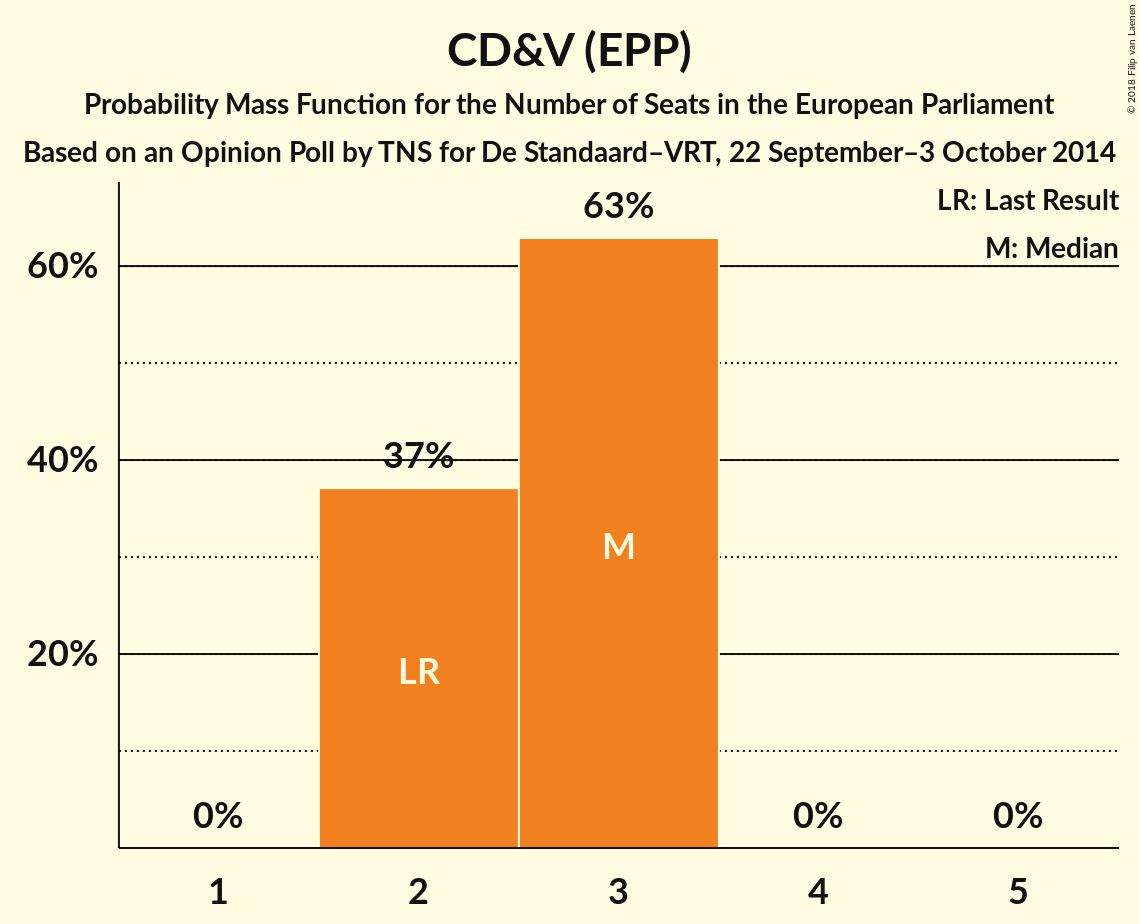 CD&V (EPP)
Probability Mass Function for the Number of Seats in the European Parliament
Based on an Opinion Poll by TNS for De Standaard–VRT, 22 September–3 October 2014
© 2018 Filip van Laenen
LR: Last Result
M: Median
63%
60%
40%
37%
M
20%
LR
0%
0%
0%
1
2
3
4
5